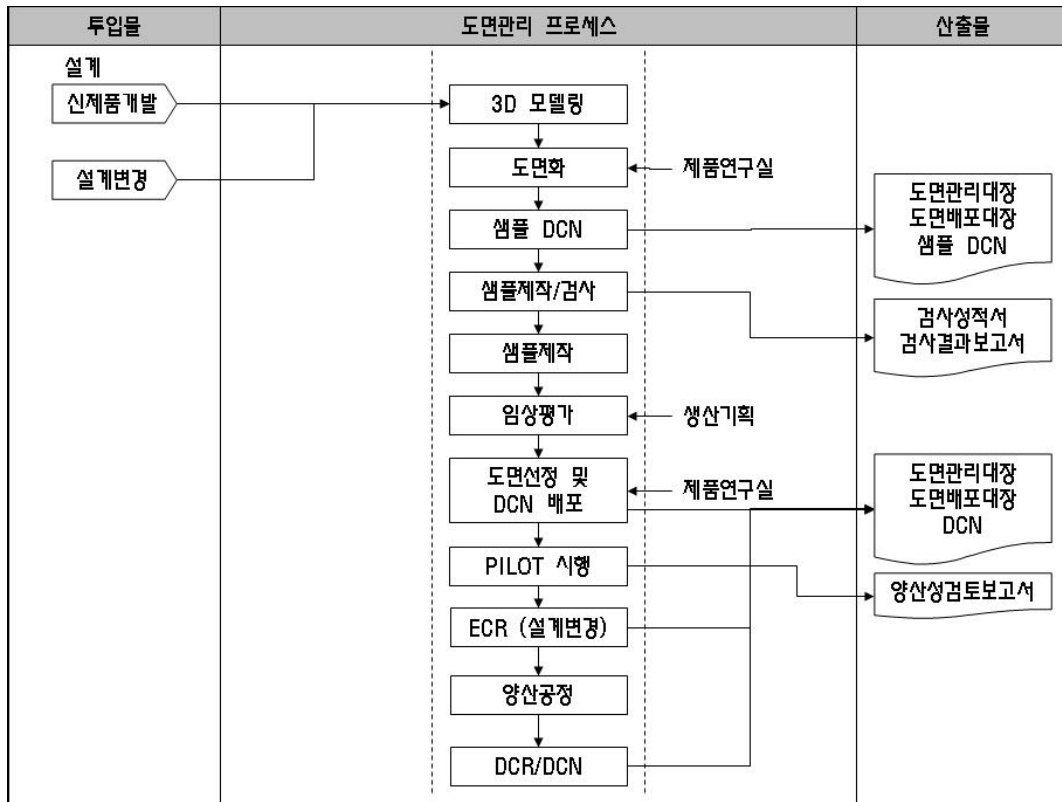 투입물
도면관리 프로세스
산출물
설계
신제품개발
설계변경
3D 모델링
도면화
제품연구실
샘플 DCN
도면관리대장
도면배포대장
샘플 DCN
샘플제작/검사
검사성적서
검사결과보고서
샘플제작
임상평가
생산기획
도면선정 및
DCN 배포
제품연구실
도면관리대장
도면배포대장
DCN
PILOT 시행
양산성검토보고서
ECR (설계변경)
양산공정
DCR/DCN